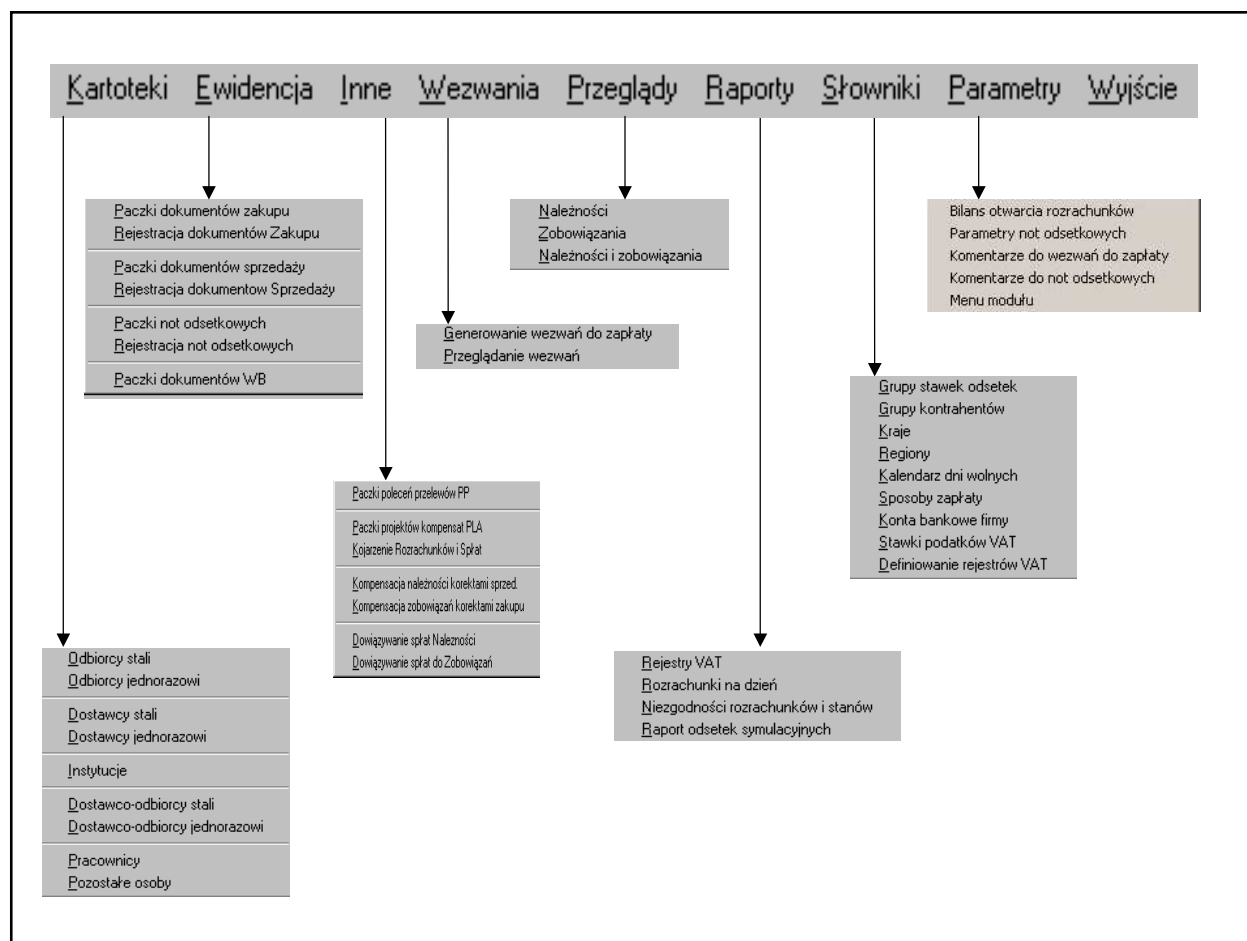 Kartoteki Ewidencja Inne Wezwania Przeglądy Raporty Słowniki Parametry Wyjście
Paczki dokumentów zakupu
Rejestracja dokumentów Zakupu
Paczki dokumentów sprzedaży
Rejestracja dokumentow Sprzedaży
Paczki not odsetkowych
Rejestracja not odsetkowych
Paczki dokumentów WB
Należności
Zobowiązania
Należności i zobowiązania
Bilans otwarcia rozrachunków
Parametry not odsetkowych
Komentarze do wezwań do zapłaty
Komentarze do not odsetkowych
Menu modułu
Generowanie wezwań do zapłaty
Przeglądanie wezwań
Grupy stawek odsetek
Grupy kontrahentów
Kraje
Regiony
Kalendarz dni wolnych
Sposoby zapłaty
Konta bankowe firmy
Stawki podatków VAT
Definiowanie rejestrów VAT
Paczki poleceń przelewów PP
Paczki projektów kompensat PLA
Kojarzenie Rozrachunków i Spłat
Kompensacja należności korektami sprzed.
Kompensacja zobowiązań korektami zakupu
Dowiązywanie spłat Nalezności
Dowiązywanie spłat do Zobowiązań
Odbiorcy stali
Odbiorcy jednorazowi
Dostawcy stali
Dostawcy jednorazowi
Instytucje
Dostawco-odbiorcy stali
Dostawco-odbiorcy jednorazowi
Pracownicy
Pozostałe osoby
Rejestry VAT
Rozrachunki na dzień
Niezgodności rozrachunków i stanów
Raport odsetek symulacyjnych